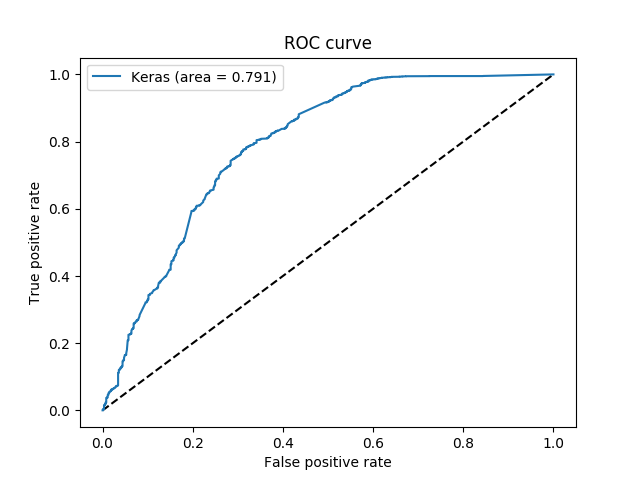 ROC curve
Keras (area = 0.791)
True positive rate
1.0
0.8
0.6
0.4
0.2
0.0
0.0 0.2 0.4 0.6 0.8 1.0
False positive rate